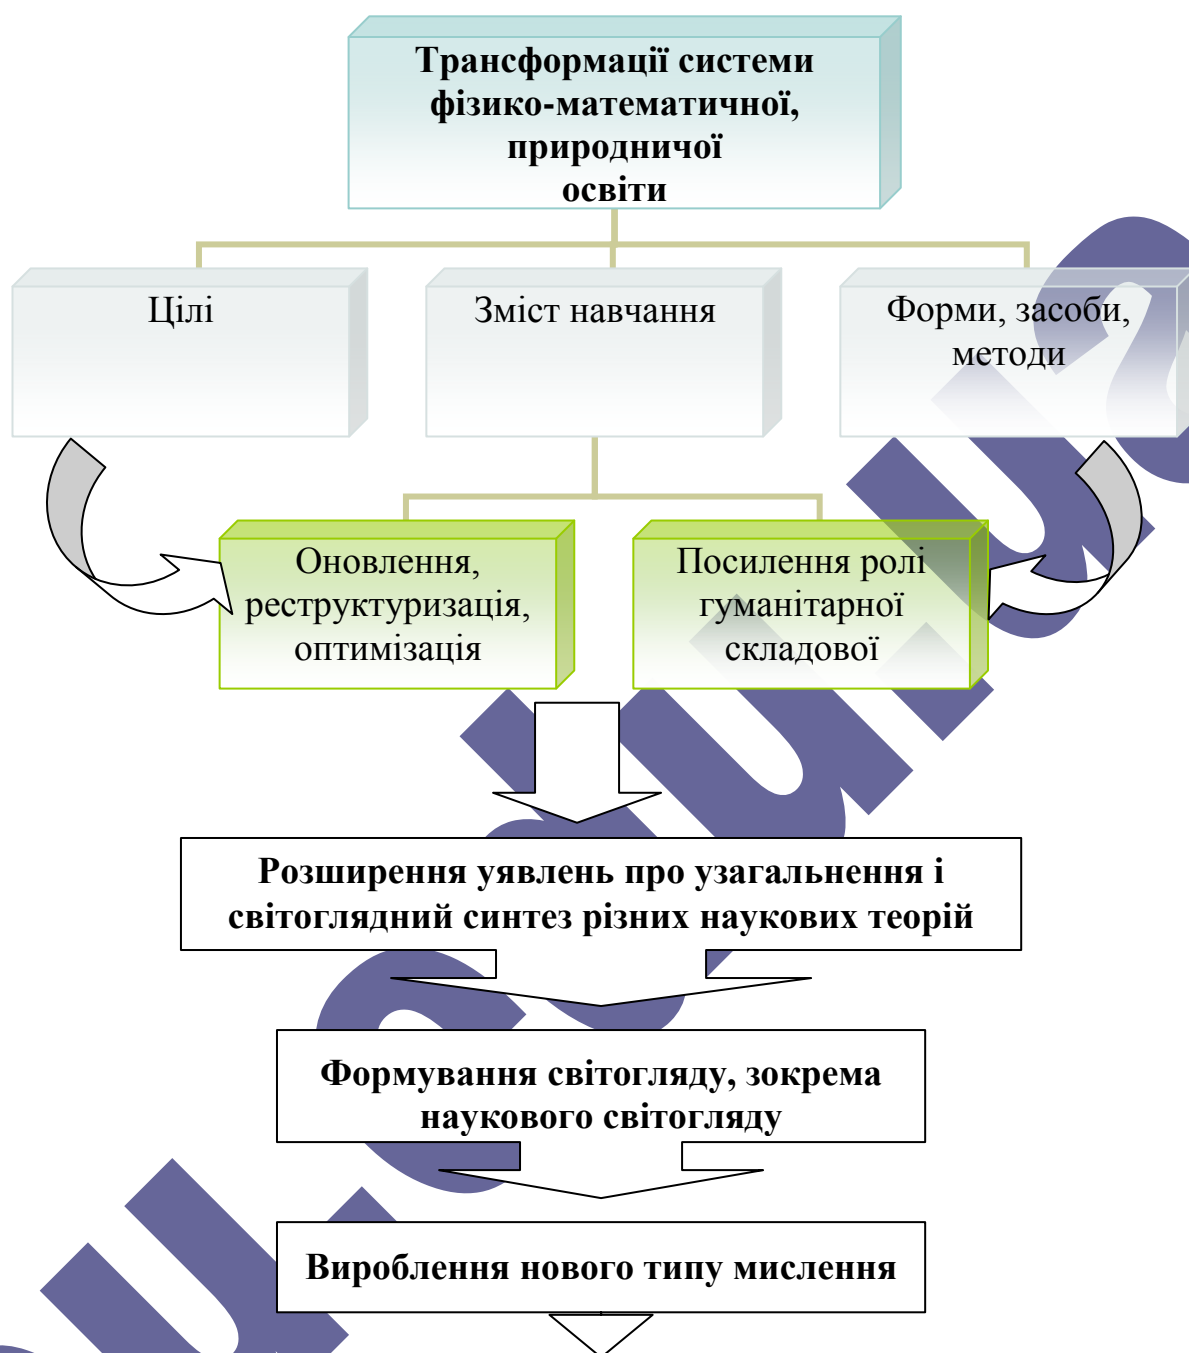 Трансформації системи
фізико-математичної,
природничої
освіти
Цілі
Зміст навчання
Форми, засоби,
методи
Оновлення,
реструктуризація,
оптимізація
Посилення ролі
гуманітарної
складової
Розширення уявлень про узагальнення і
світоглядний синтез різних наукових теорій
Формування світогляду, зокрема
наукового світогляду
Вироблення нового типу мислення